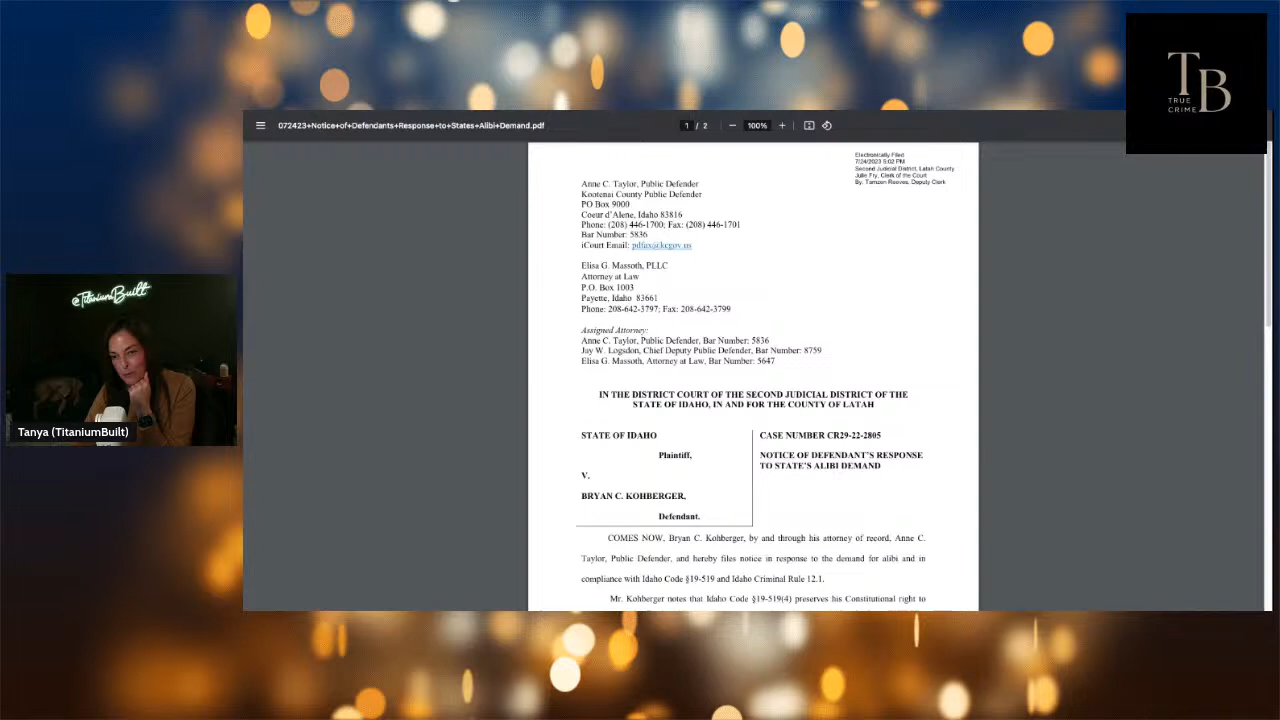 TB
TRUE
CRIME
072423+Notice+of+Defendants+Response+to+States+Alibi+Demand.pdf
1 / 2
100%
Electronically Filed
7/24/2023 5:02 PM
Second Judicial District, Latah County
Julie Fry, Clerk of the Court
By: Tamzen Reeves, Deputy Clerk
Anne C. Taylor, Public Defender
Kootenai County Public Defender
PO Box 9000
Coeur d'Alene, Idaho 83816
Phone: (208) 446-1700; Fax: (208) 446-1701
Bar Number: 5836
iCourt Email: pdfax@kcgov.us
Elisa G. Massoth, PLLC
Attorney at Law
P.O. Box 1003
Payette, Idaho 83661
Phone: 208-642-3797; Fax: 208-642-3799
Assigned Attorney:
Anne C. Taylor, Public Defender, Bar Number: 5836
Jay W. Logsdon, Chief Deputy Public Defender, Bar Number: 8759
Elisa G. Massoth, Attorney at Law, Bar Number: 5647
IN THE DISTRICT COURT OF THE SECOND JUDICIAL DISTRICT OF THE
STATE OF IDAHO, IN AND FOR THE COUNTY OF LATAH
STATE OF IDAHO
Plaintiff,
V.
BRYAN C. KOHBERGER,
Defendant.
CASE NUMBER CR29-22-2805
NOTICE OF DEFENDANT'S RESPONSE
TO STATE'S ALIBI DEMAND
COMES NOW, Bryan C. Kohberger, by and through his attorney of record, Anne C.
Taylor, Public Defender, and hereby files notice in response to the demand for alibi and in
compliance with Idaho Code §19-519 and Idaho Criminal Rule 12.1.
Mr. Kohberger notes that Idaho Code §19-519(4) preserves his Constitutional right to
@TitaniumBuilt
Tanya (TitaniumBuilt)